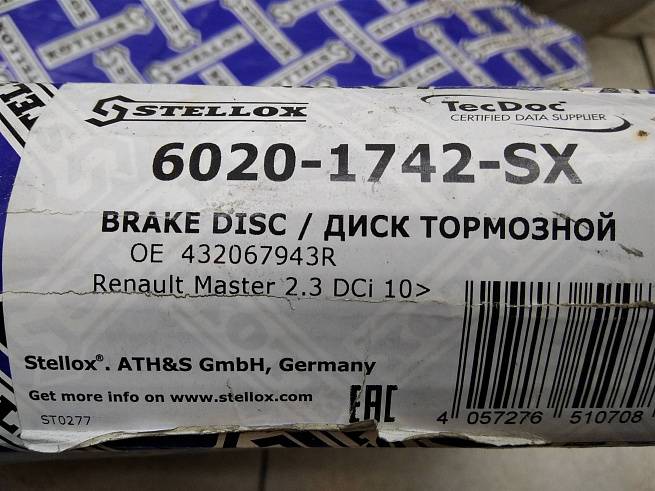 STELLOX
TecDoc
CERTIFIED DATA SUPPLIER
6020-1742-SX
BRAKE DISC / ДИСК ТОРМОЗНОЙ
OE 432067943R
Renault Master 2.3 DCi 10>
Stellox®. ATH&S GmbH, Germany
Get more info on www.stellox.com
ST0277
EAC
4 057276 510708